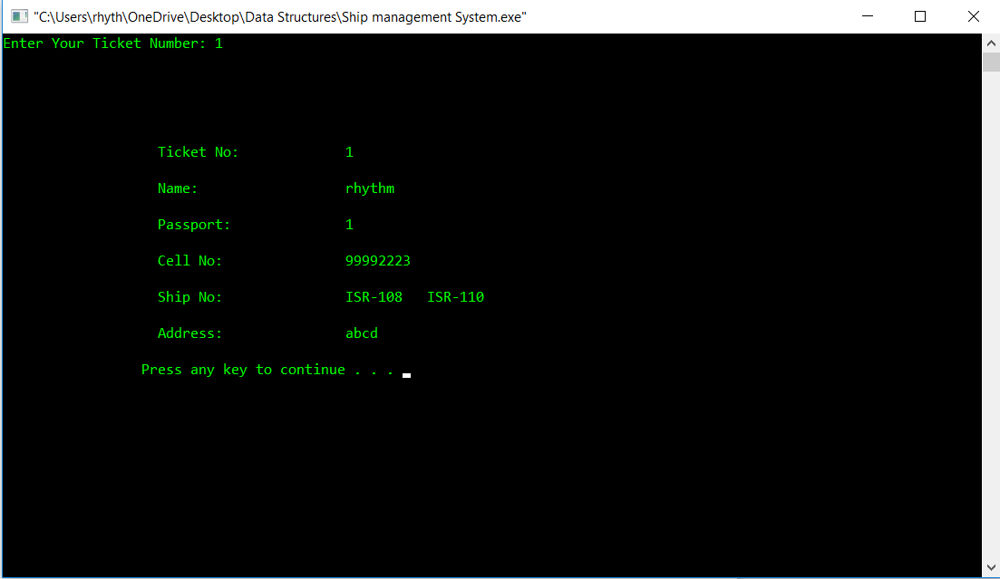 "C:\Users\rhyth\OneDrive\Desktop\Data Structures\Ship management System.exe"
Enter Your Ticket Number: 1
Ticket No: 1
Name: rhythm
Passport: 1
Cell No: 99992223
Ship No: ISR-108 ISR-110
Address: abcd
Press any key to continue . . .